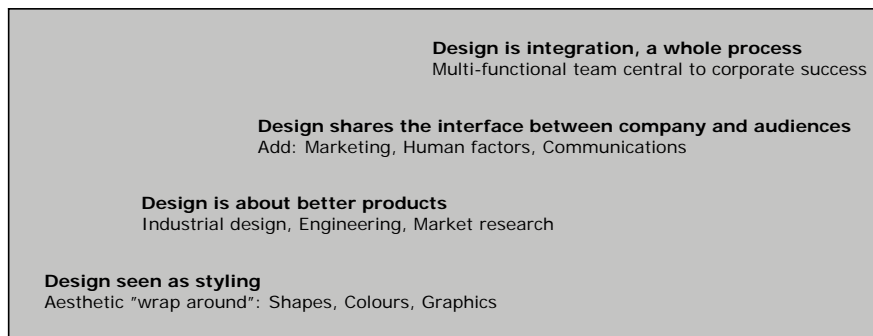 Design is integration, a whole process
Multi-functional team central to corporate success
Design shares the interface between company and audiences
Add: Marketing, Human factors, Communications
Design is about better products
Industrial design, Engineering, Market research
Design seen as styling
Aesthetic "wrap around": Shapes, Colours, Graphics